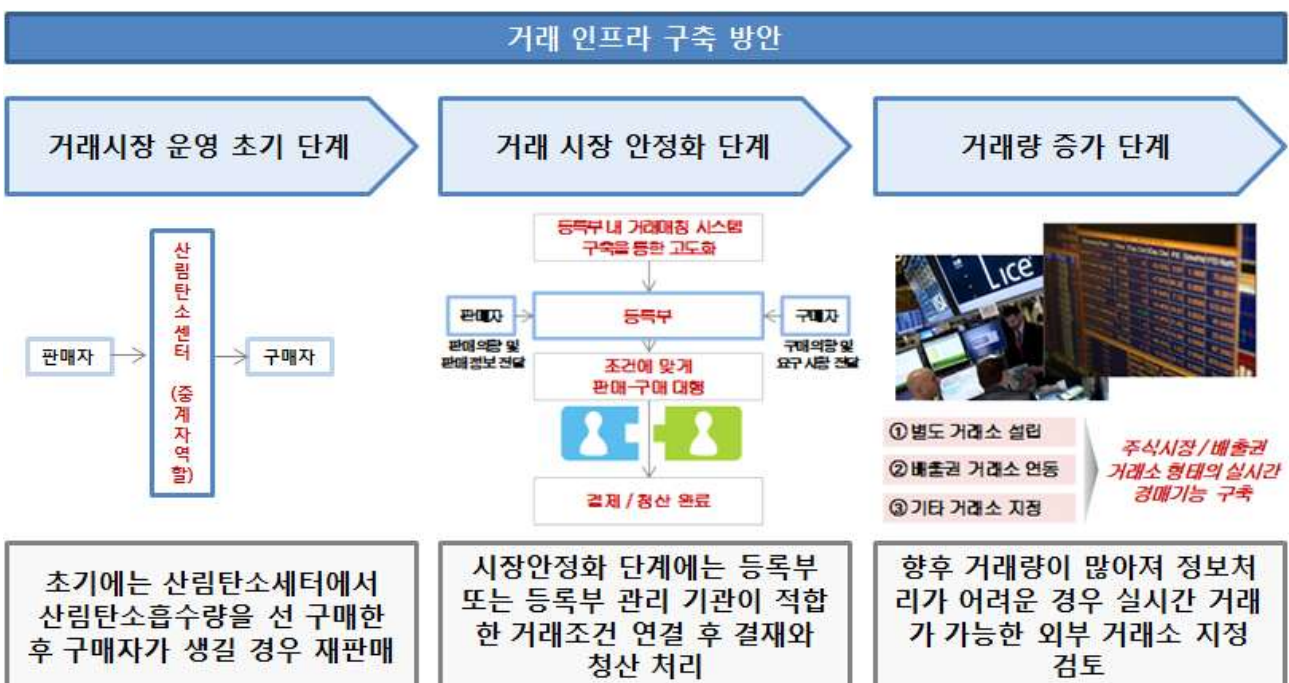 거래 인프라 구축 방안
거래시장 운영 초기 단계
거래 시장 안정화 단계
거래량 증가 단계
판매자
산림탄소센터 (중계자역할)
구매자
등록부 내 거래매칭 시스템
구축을 통한 고도화
판매자
등록부
구매자
판매의향 및
판매정보 전달
구매의향 및
요구사항 전달
조건에 맞게
판매-구매 대행
결제 / 청산 완료
LICE
① 별도 거래소 설립
② 배출권 거래소 연동
③ 기타 거래소 지정
주식시장 / 배출권
거래소 형태의 실시간
경매기능 구축
초기에는 산림탄소세터에서
산림탄소흡수량을 선 구매한
후 구매자가 생길 경우 재판매
시장안정화 단계에는 등록부
또는 등록부 관리 기관이 적합
한 거래조건 연결 후 결재와
청산 처리
향후 거래량이 많아져 정보처
리가 어려운 경우 실시간 거래
가 가능한 외부 거래소 지정
검토